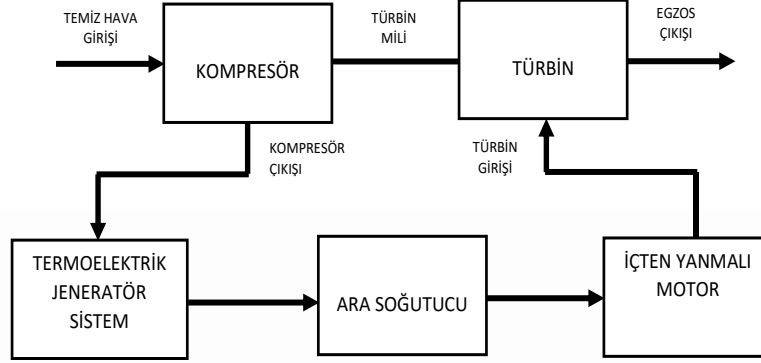 TEMİZ HAVA
GİRİŞİ
KOMPRESÖR
TÜRBİN
MİLİ
TÜRBİN
EGZOS
ÇIKIŞI
KOMPRESÖR
ÇIKIŞI
TÜRBİN
GİRİŞİ
TERMOELEKTRİK
JENERATÖR
SİSTEM
ARA SOĞUTUCU
İÇTEN YANMALI
MOTOR